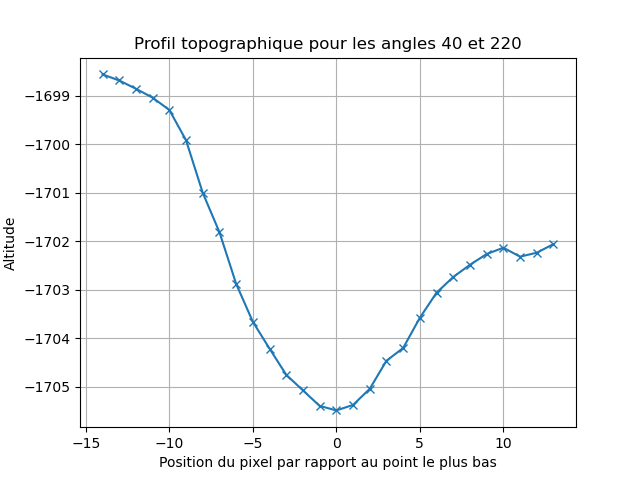 Profil topographique pour les angles 40 et 220
Altitude
−1699
−1700
−1701
−1702
−1703
−1704
−1705
−15 −10 −5 0 5 10
Position du pixel par rapport au point le plus bas